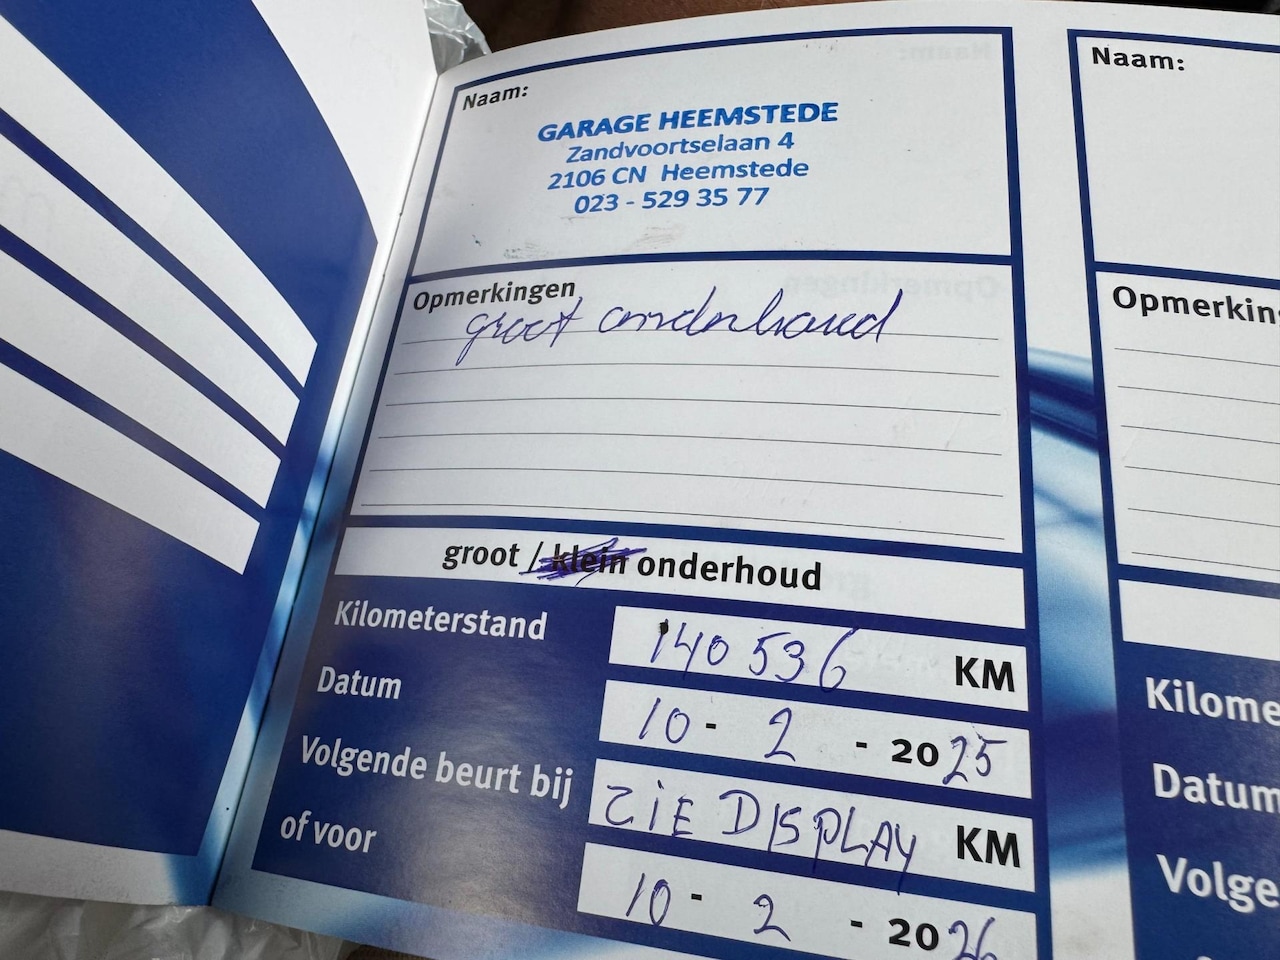 Naam:
GARAGE HEEMSTEDE
Zandvoortselaan 4
2106 CN Heemstede
023 - 529 35 77
Opmerkingen
groot onderhoud
groot / klein onderhoud
Kilometerstand 140 536 KM
Datum 10 - 2 - 2025
Volgende beurt bij ZIE DISPLAY KM
of voor 10 - 2 - 2026
Naam:
Opmerkin
Kilome
Datum
Volge